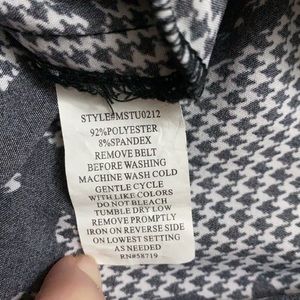 STYLE#MSTU0212
92%POLYESTER
8%SPANDEX
REMOVE BELT
BEFORE WASHING
MACHINE WASH COLD
GENTLE CYCLE
WITH LIKE COLORS
DO NOT BLEACH
TUMBLE DRY LOW
REMOVE PROMPTLY
IRON ON REVERSE SIDE
ON LOWEST SETTING
AS NEEDED
RN#58719